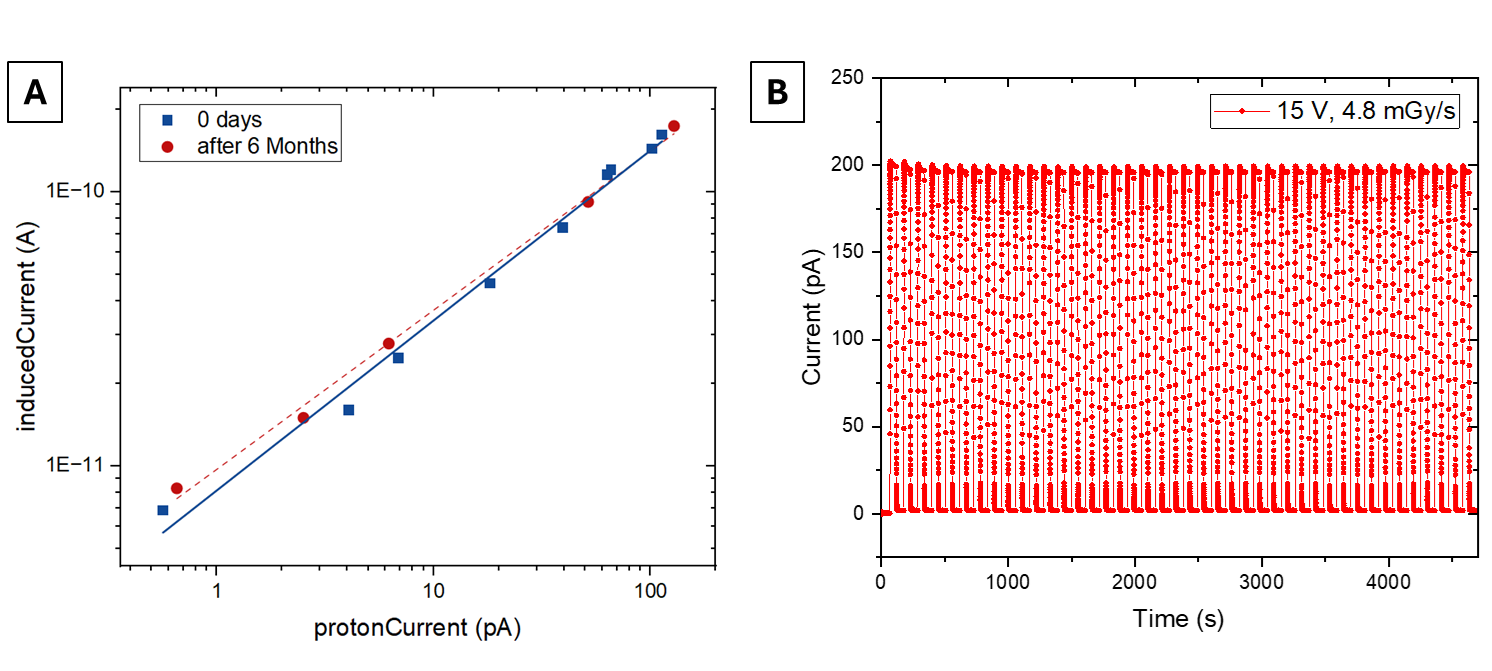 A
0 days
after 6 Months
1E−10
1E−11
inducedCurrent (A)
1
10
100
protonCurrent (pA)
B
15 V, 4.8 mGy/s
250
200
150
100
50
0
Current (pA)
0
1000
2000
3000
4000
Time (s)